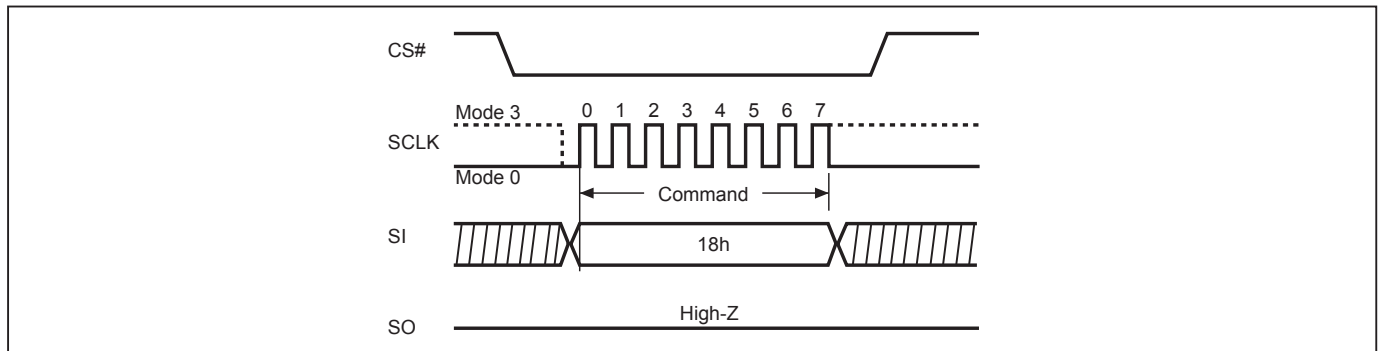 CS#
Mode 3
0 1 2 3 4 5 6 7
SCLK
Mode 0
Command
SI
18h
High-Z
SO